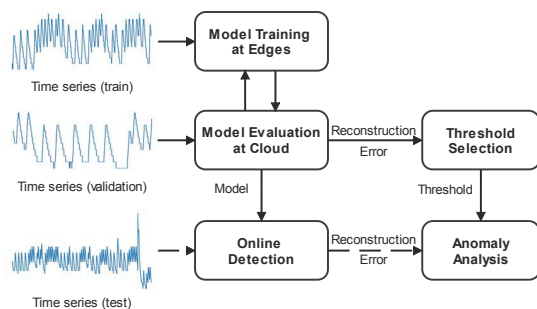 Model Training
at Edges
Time series (train)
Model Evaluation
at Cloud
Reconstruction
Error
Threshold
Selection
Time series (validation)
Model
Threshold
Online
Detection
Reconstruction
Error
Anomaly
Analysis
Time series (test)